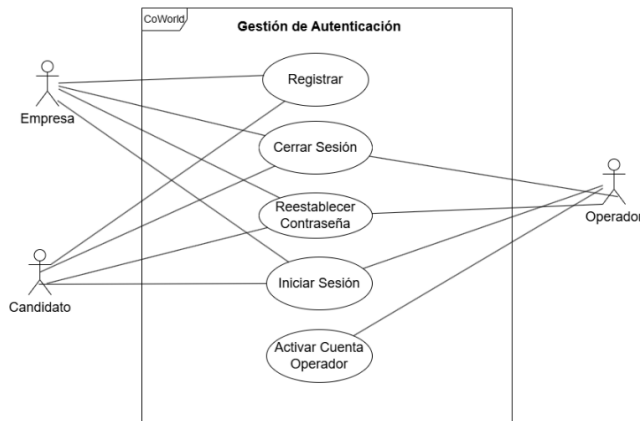 CoWorld
Gestión de Autenticación
Registrar
Empresa
Cerrar Sesión
Reestablecer
Contraseña
Operador
Iniciar Sesión
Candidato
Activar Cuenta
Operador